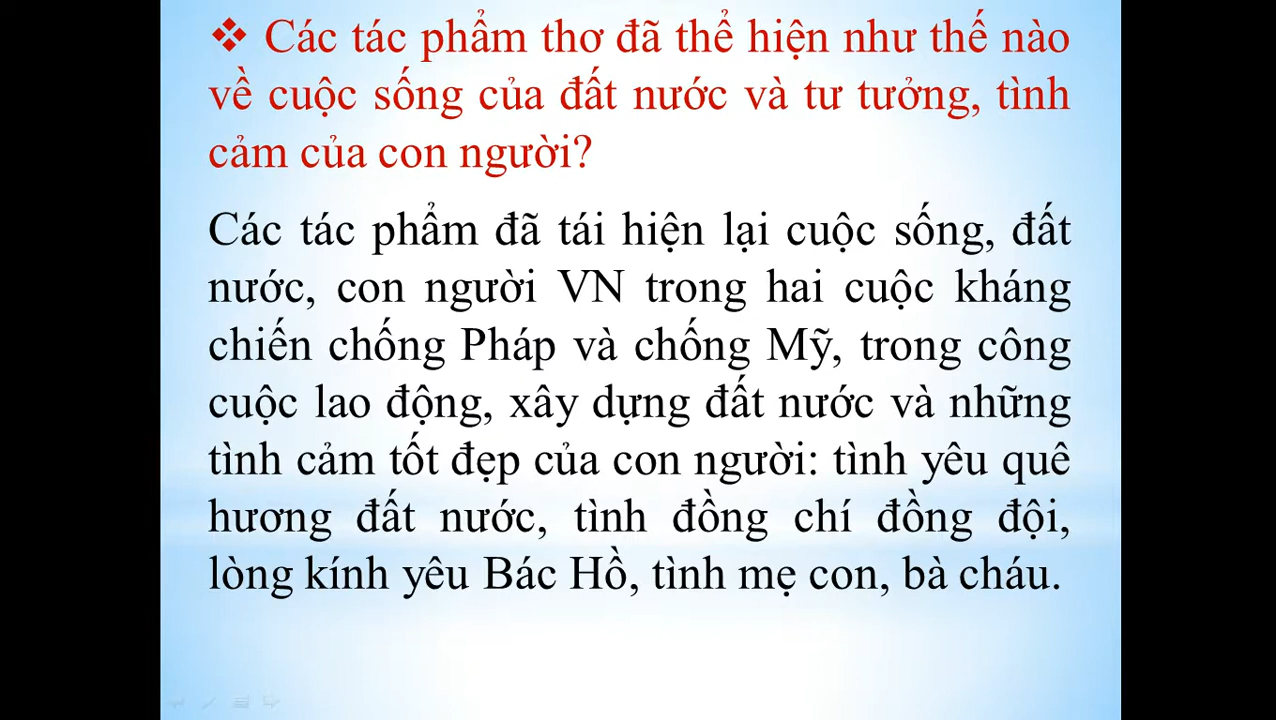 ❖ Các tác phẩm thơ đã thể hiện như thế nào
về cuộc sống của đất nước và tư tưởng, tình
cảm của con người?
Các tác phẩm đã tái hiện lại cuộc sống, đất
nước, con người VN trong hai cuộc kháng
chiến chống Pháp và chống Mỹ, trong công
cuộc lao động, xây dựng đất nước và những
tình cảm tốt đẹp của con người: tình yêu quê
hương đất nước, tình đồng chí đồng đội,
lòng kính yêu Bác Hồ, tình mẹ con, bà cháu.